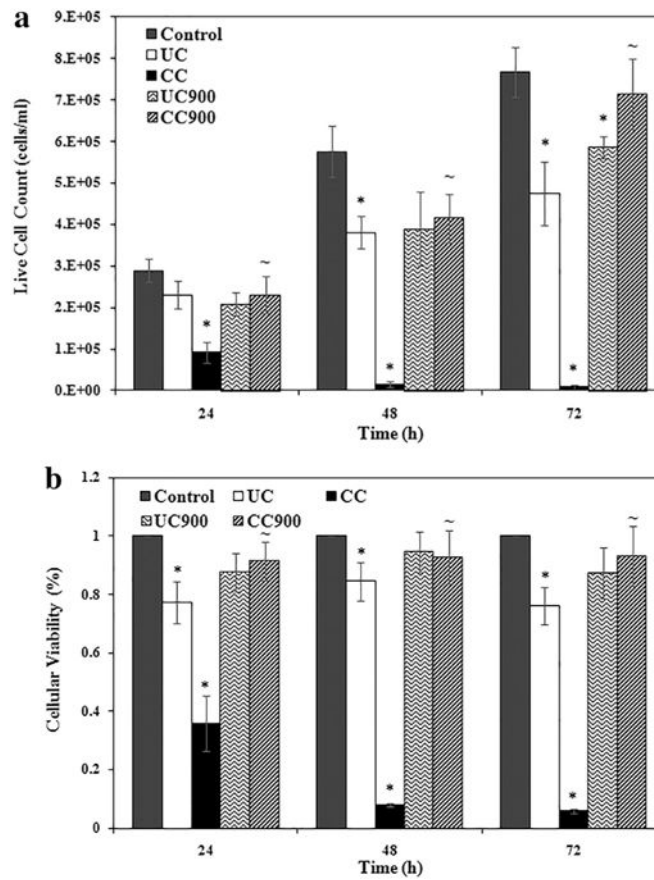 a
9.E+05
8.E+05
7.E+05
6.E+05
5.E+05
4.E+05
3.E+05
2.E+05
1.E+05
0.E+00
Live Cell Count (cells/ml)
Control
UC
CC
UC900
CC900
* ~
* * ~
* * * ~
24 48 72
Time (h)
b
1.2
1
0.8
0.6
0.4
0.2
0
Cellular Viability (%)
Control UC CC
UC900 CC900
* * ~
* * ~
* * ~
24 48 72
Time (h)